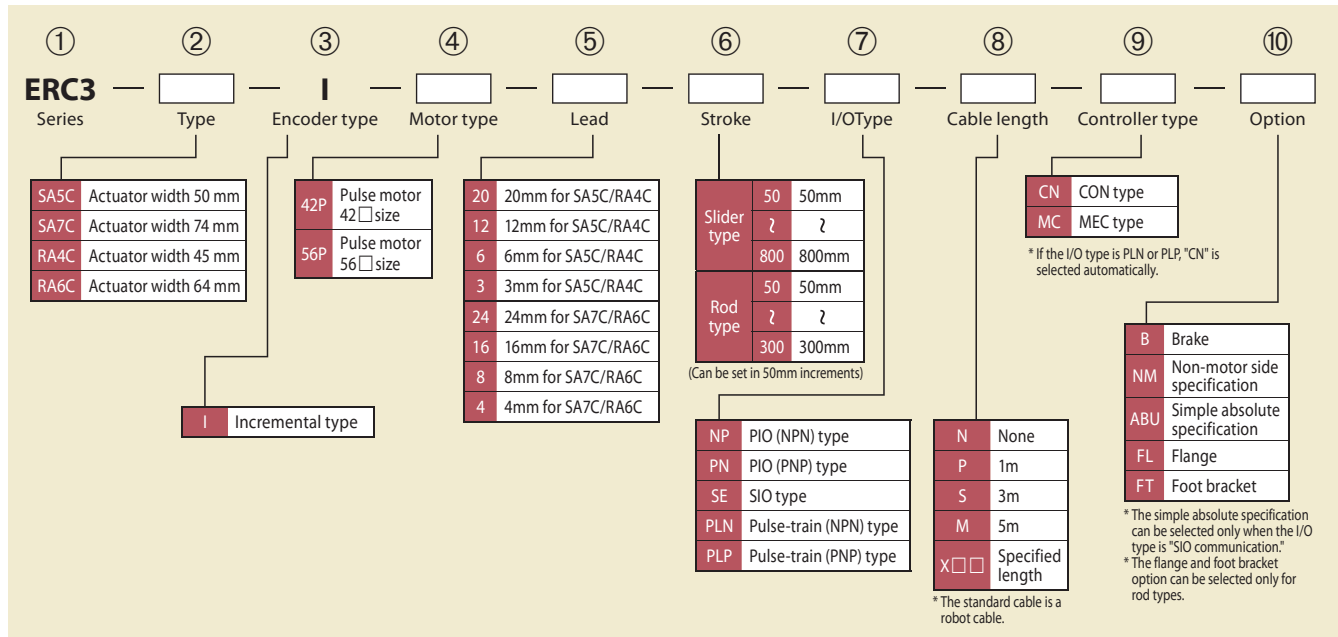 ① ② ③ ④ ⑤ ⑥ ⑦ ⑧ ⑨ ⑩
ERC3 — — I — — — — — — —
Series Type Encoder type Motor type Lead Stroke I/OType Cable length Controller type Option
SA5C Actuator width 50 mm
SA7C Actuator width 74 mm
RA4C Actuator width 45 mm
RA6C Actuator width 64 mm
I Incremental type
42P Pulse motor
42□size
56P Pulse motor
56□size
20 20mm for SA5C/RA4C
12 12mm for SA5C/RA4C
6 6mm for SA5C/RA4C
3 3mm for SA5C/RA4C
24 24mm for SA7C/RA6C
16 16mm for SA7C/RA6C
8 8mm for SA7C/RA6C
4 4mm for SA7C/RA6C
Slider
type
50 50mm
≀ ≀
800 800mm
Rod
type
50 50mm
≀ ≀
300 300mm
(Can be set in 50mm increments)
NP PIO (NPN) type
PN PIO (PNP) type
SE SIO type
PLN Pulse-train (NPN) type
PLP Pulse-train (PNP) type
N None
P 1m
S 3m
M 5m
X□□ Specified
length
* The standard cable is a
robot cable.
CN CON type
MC MEC type
* If the I/O type is PLN or PLP, "CN" is
selected automatically.
B Brake
NM Non-motor side
specification
ABU Simple absolute
specification
FL Flange
FT Foot bracket
* The simple absolute specification
can be selected only when the I/O
type is "SIO communication."
* The flange and foot bracket
option can be selected only for
rod types.